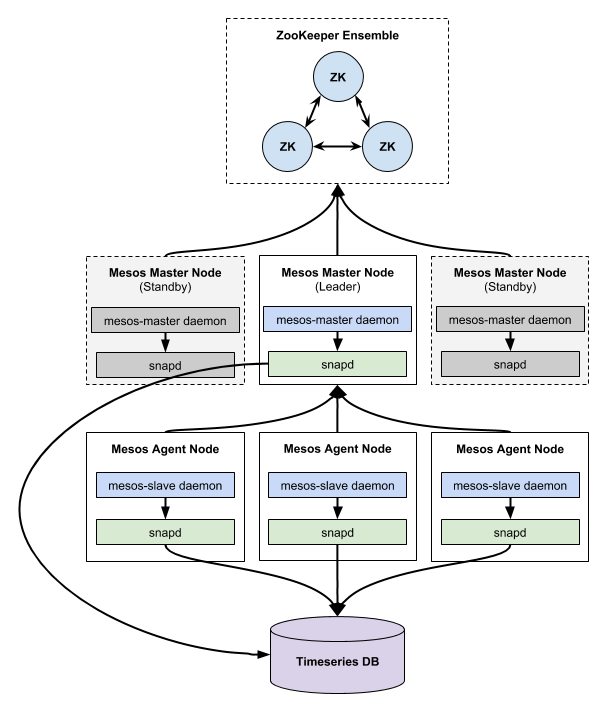 ZooKeeper Ensemble
ZK
ZK
ZK
Mesos Master Node
(Standby)
mesos-master daemon
snapd
Mesos Master Node
(Leader)
mesos-master daemon
snapd
Mesos Master Node
(Standby)
mesos-master daemon
snapd
Mesos Agent Node
mesos-slave daemon
snapd
Mesos Agent Node
mesos-slave daemon
snapd
Mesos Agent Node
mesos-slave daemon
snapd
Timeseries DB